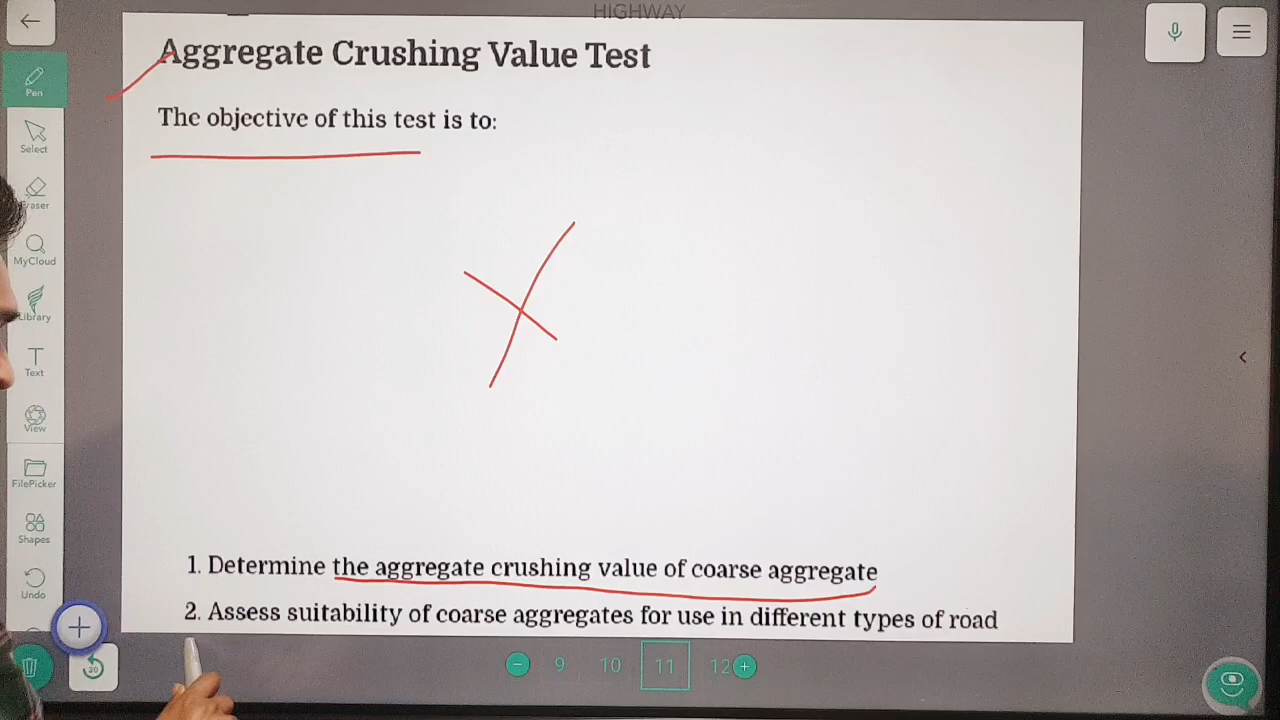 HIGHWAY
Aggregate Crushing Value Test
The objective of this test is to:
1. Determine the aggregate crushing value of coarse aggregate
2. Assess suitability of coarse aggregates for use in different types of road
Pen
Select
Eraser
MyCloud
Library
Text
View
FilePicker
Shapes
Undo
30
9 10 11 12